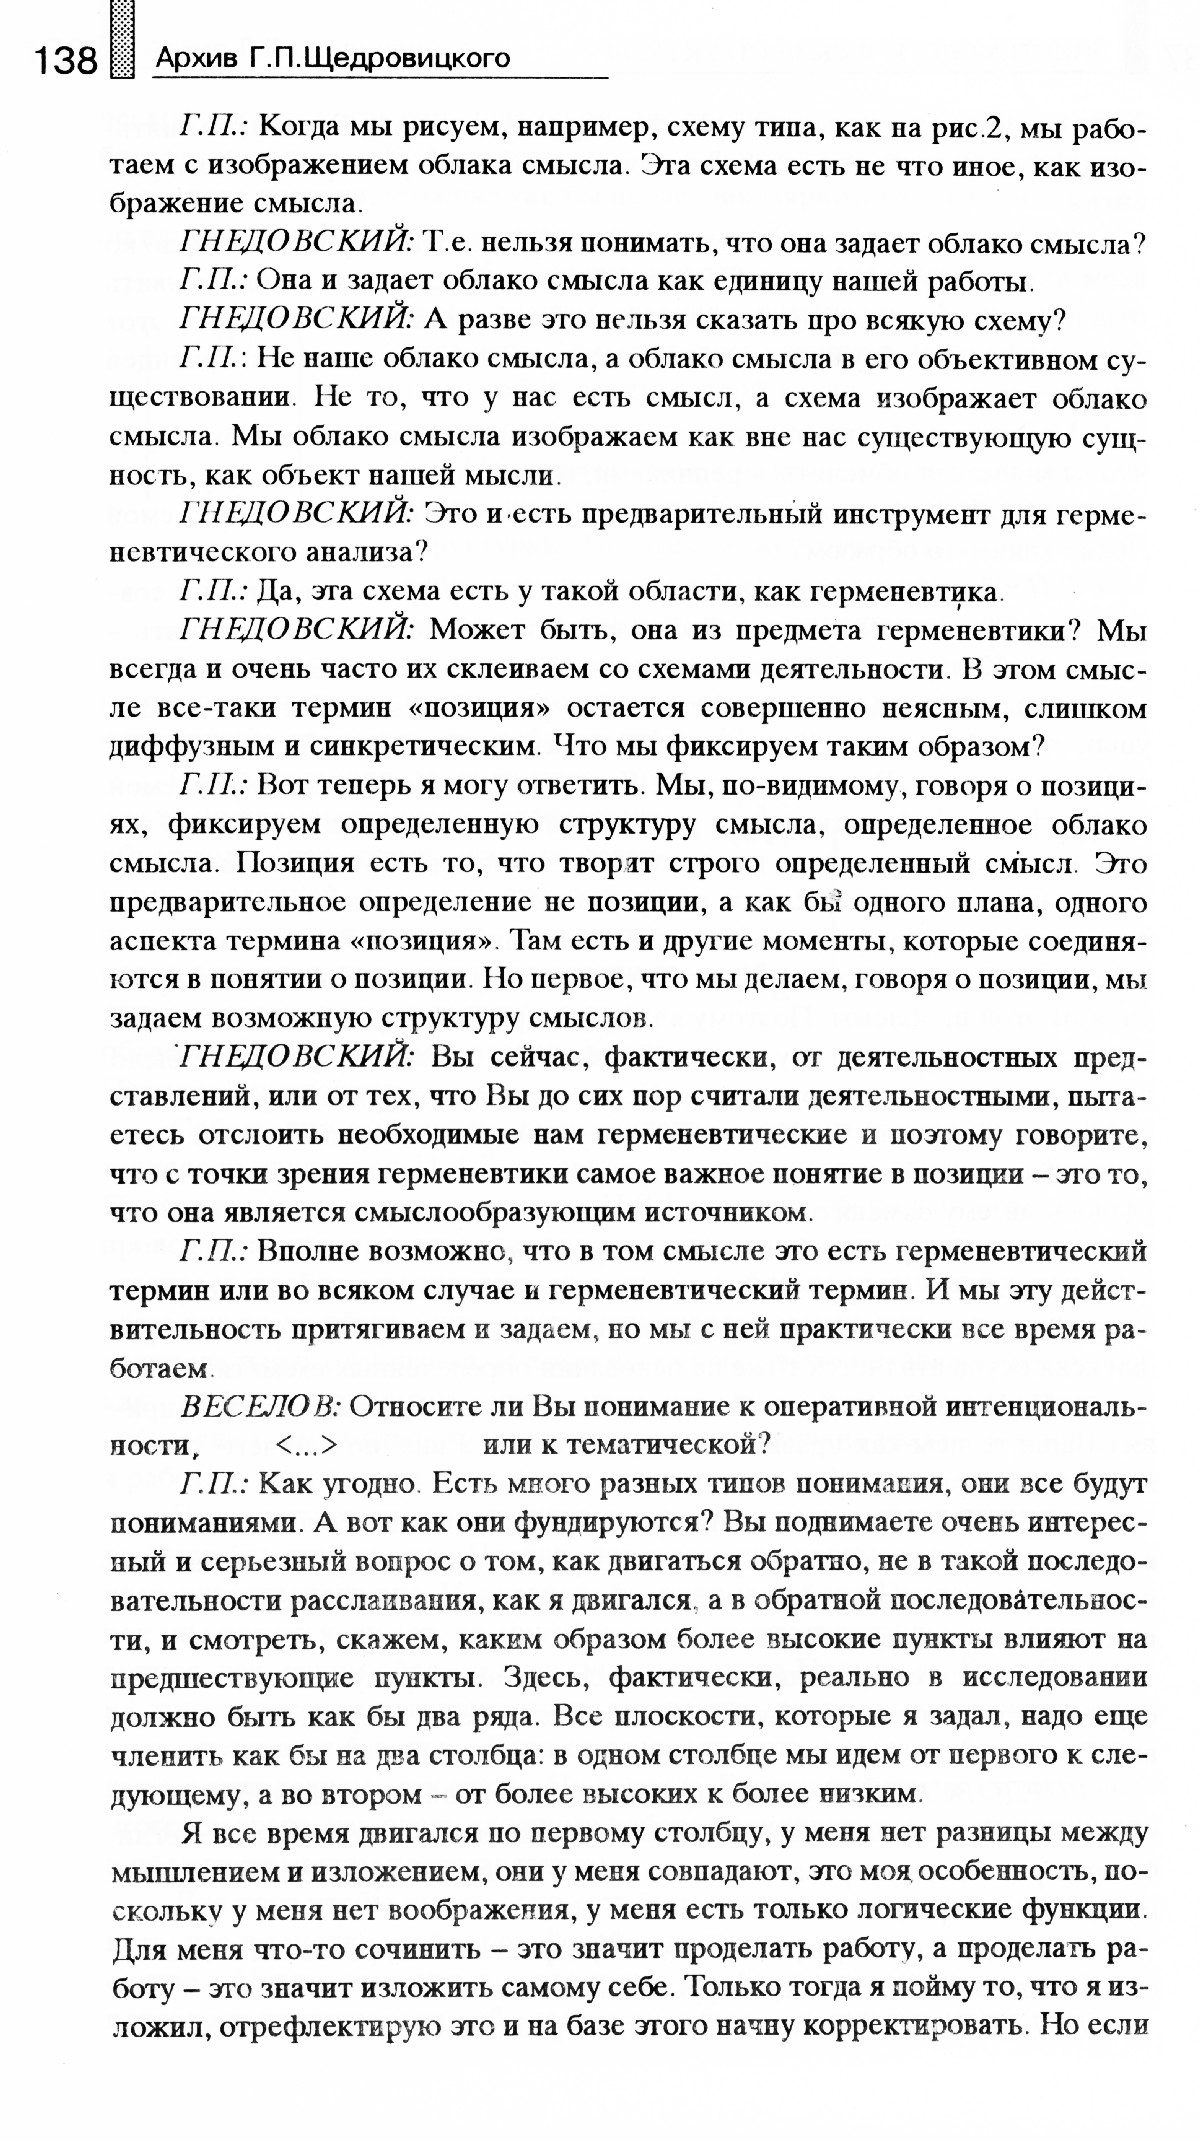 138
Архив Г.П.Щедровицкого
Г.П.: Когда мы рисуем, например, схему типа, как на рис.2, мы рабо-
таем с изображением облака смысла. Эта схема есть не что иное, как изо-
бражение смысла.
ГНЕДОВСКИЙ: Т.е. нельзя понимать, что она задает облако смысла?
Г.П.: Она и задает облако смысла как единицу нашей работы.
ГНЕДОВСКИЙ: А разве это нельзя сказать про всякую схему?
Г.П.: Не наше облако смысла, а облако смысла в его объективном су-
ществовании. Не то, что у нас есть смысл, а схема изображает облако
смысла. Мы облако смысла изображаем как вне нас существующую сущ-
ность, как объект нашей мысли.
ГНЕДОВСКИЙ: Это и есть предварительный инструмент для герме-
невтического анализа?
Г.П.: Да, эта схема есть у такой области, как герменевтика.
ГНЕДОВСКИЙ: Может быть, она из предмета герменевтики? Мы
всегда и очень часто их склеиваем со схемами деятельности. В этом смыс-
ле все-таки термин «позиция» остается совершенно неясным, слишком
диффузным и синкретическим. Что мы фиксируем таким образом?
Г.П.: Вот теперь я могу ответить. Мы, по-видимому, говоря о позици-
ях, фиксируем определенную структуру смысла, определенное облако
смысла. Позиция есть то, что творит строго определенный смысл. Это
предварительное определение не позиции, а как бы одного плана, одного
аспекта термина «позиция». Там есть и другие моменты, которые соединя-
ются в понятии о позиции. Но первое, что мы делаем, говоря о позиции, мы
задаем возможную структуру смыслов.
ГНЕДОВСКИЙ: Вы сейчас, фактически, от деятельностных пред-
ставлений, или от тех, что Вы до сих пор считали деятельностными, пыта-
етесь отслоить необходимые нам герменевтические и поэтому говорите,
что с точки зрения герменевтики самое важное понятие в позиции – это то,
что она является смыслообразующим источником.
Г.П.: Вполне возможно, что в том смысле это есть герменевтический
термин или во всяком случае и герменевтический термин. И мы эту дейст-
вительность притягиваем и задаем, но мы с ней практически все время ра-
ботаем.
ВЕСЕЛОВ: Относите ли Вы понимание к оперативной интенциональ-
ности, <...> или к тематической?
Г.П.: Как угодно. Есть много разных типов понимания, они все будут
пониманиями. А вот как они фундируются? Вы поднимаете очень интерес-
ный и серьезный вопрос о том, как двигаться обратно, не в такой последо-
вательности расслаивания, как я двигался, а в обратной последовательнос-
ти, и смотреть, скажем, каким образом более высокие пункты влияют на
предшествующие пункты. Здесь, фактически, реально в исследовании
должно быть как бы два ряда. Все плоскости, которые я задал, надо еще
членить как бы на два столбца: в одном столбце мы идем от первого к сле-
дующему, а во втором – от более высоких к более низким.
Я все время двигался по первому столбцу, у меня нет разницы между
мышлением и изложением, они у меня совпадают, это моя особенность, по-
скольку у меня нет воображения, у меня есть только логические функции.
Для меня что-то сочинить – это значит проделать работу, а проделать ра-
боту – это значит изложить самому себе. Только тогда я пойму то, что я из-
ложил, отрефлектирую это и на базе этого начну корректировать. Но если